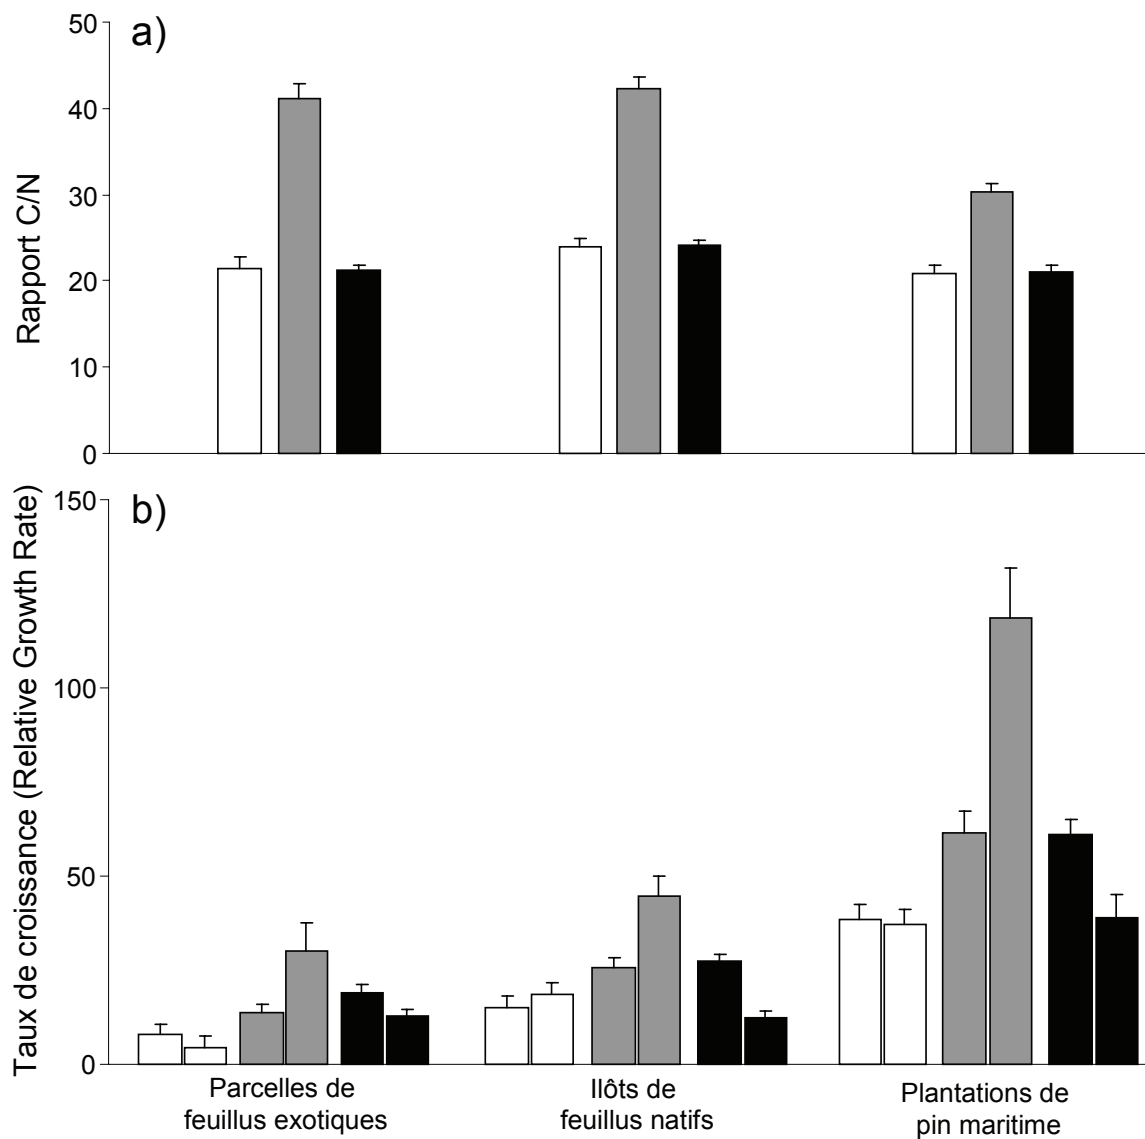 a)
Rapport C/N
50
40
30
20
10
0
b)
Taux de croissance (Relative Growth Rate)
150
100
50
0
Parcelles de
feuillus exotiques
Ilôts de
feuillus natifs
Plantations de
pin maritime